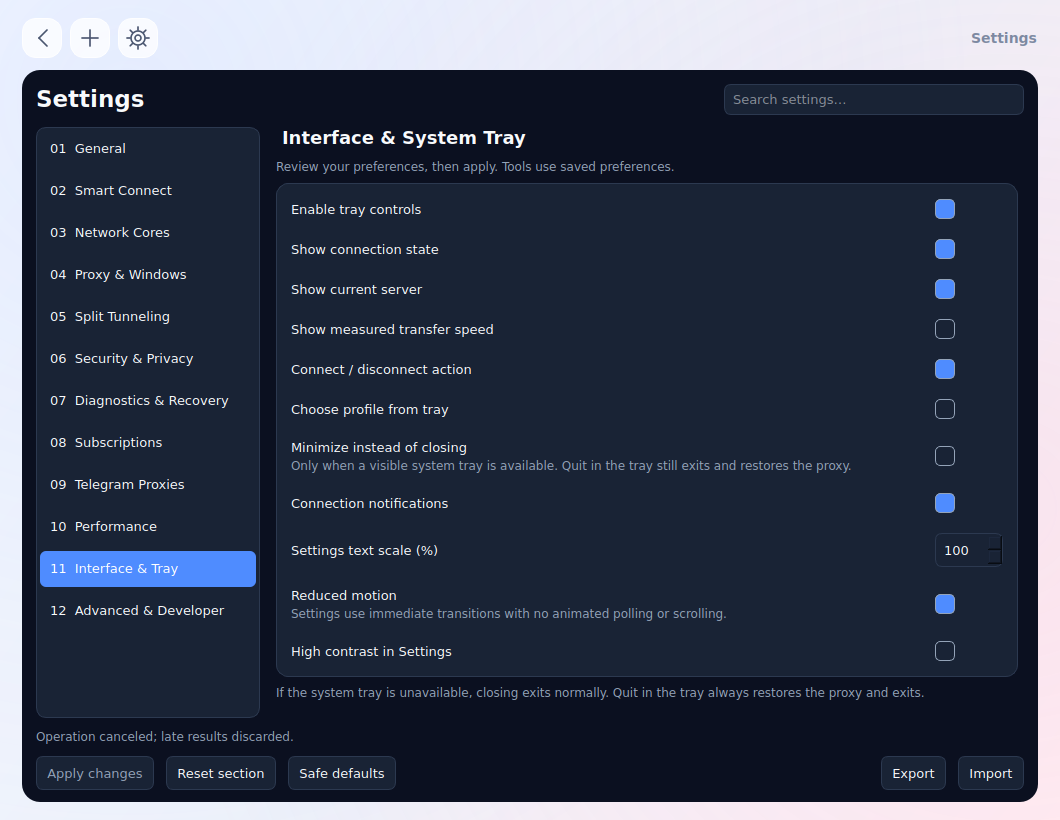 Settings
Settings
Search settings...
01 General
02 Smart Connect
03 Network Cores
04 Proxy & Windows
05 Split Tunneling
06 Security & Privacy
07 Diagnostics & Recovery
08 Subscriptions
09 Telegram Proxies
10 Performance
11 Interface & Tray
12 Advanced & Developer
Interface & System Tray
Review your preferences, then apply. Tools use saved preferences.
Enable tray controls
Show connection state
Show current server
Show measured transfer speed
Connect / disconnect action
Choose profile from tray
Minimize instead of closing
Only when a visible system tray is available. Quit in the tray still exits and restores the proxy.
Connection notifications
Settings text scale (%)
100
Reduced motion
Settings use immediate transitions with no animated polling or scrolling.
High contrast in Settings
If the system tray is unavailable, closing exits normally. Quit in the tray always restores the proxy and exits.
Operation canceled; late results discarded.
Apply changes
Reset section
Safe defaults
Export
Import